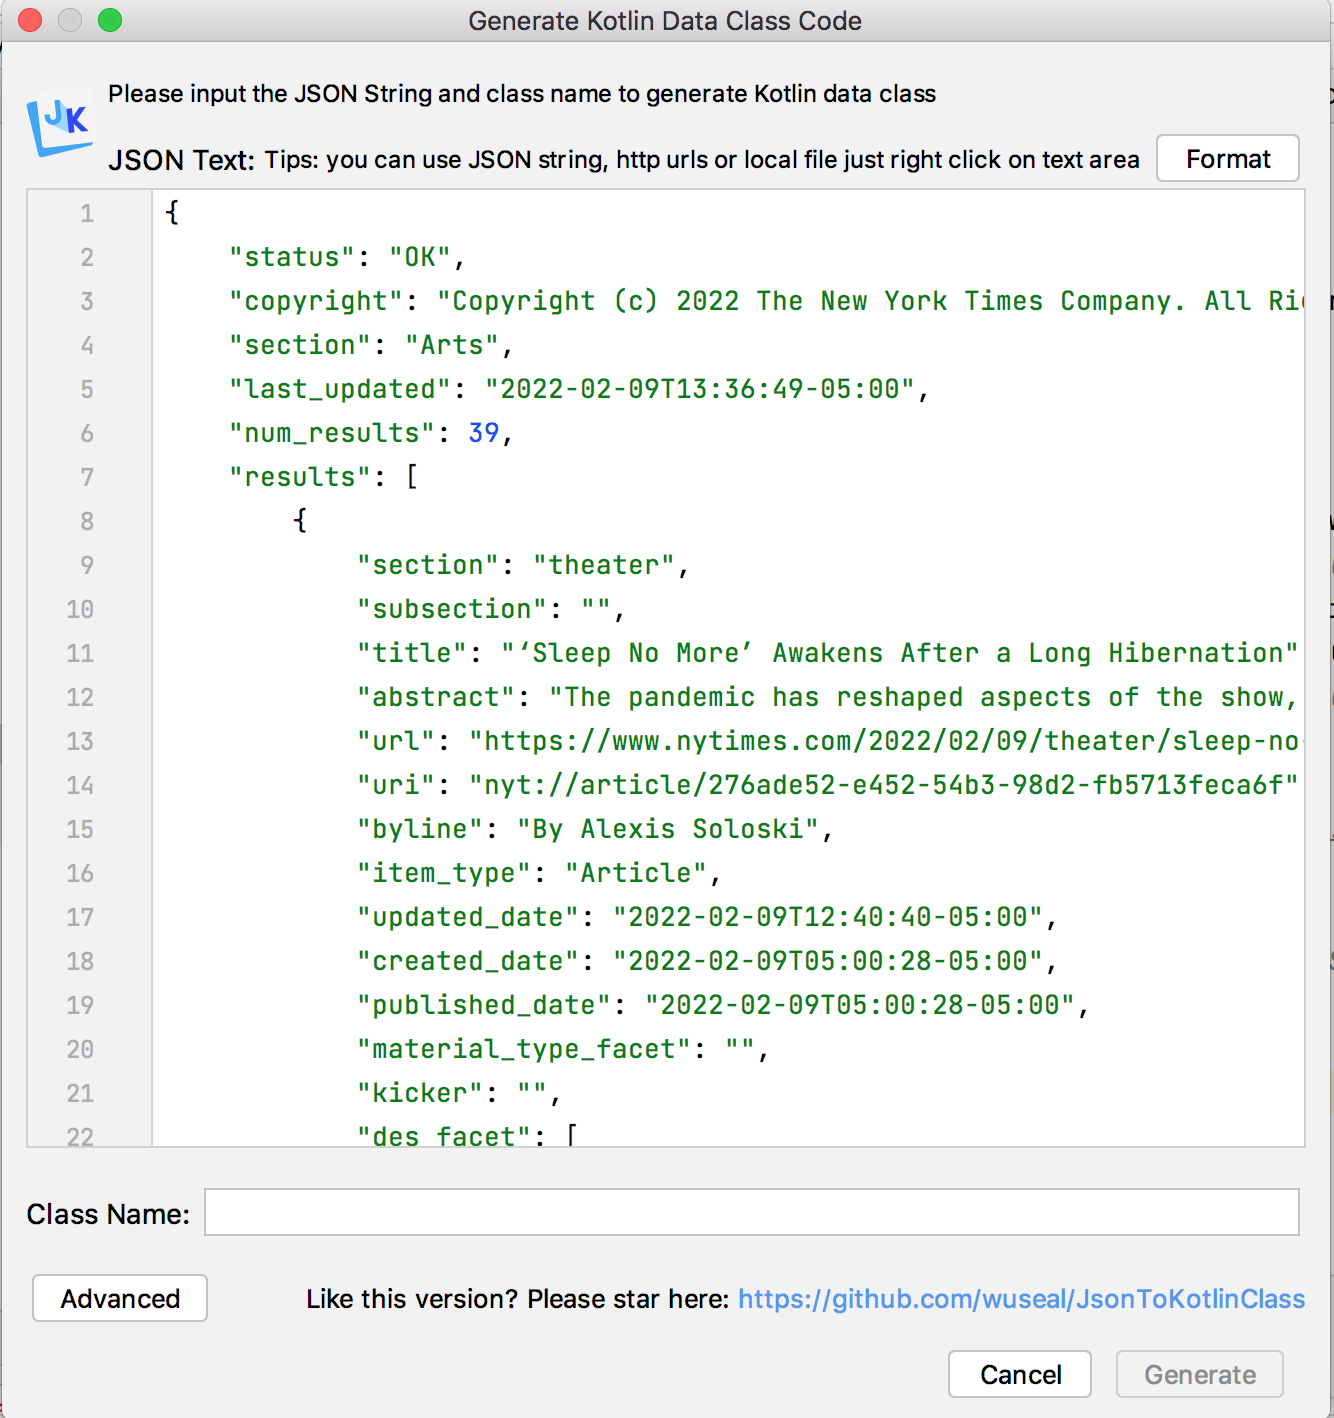 Generate Kotlin Data Class Code
JK
Please input the JSON String and class name to generate Kotlin data class
JSON Text: Tips: you can use JSON string, http urls or local file just right click on text area
Format
1 {
2 "status": "OK",
3 "copyright": "Copyright (c) 2022 The New York Times Company. All
4 "section": "Arts",
5 "last_updated": "2022-02-09T13:36:49-05:00",
6 "num_results": 39,
7 "results": [
8 {
9 "section": "theater",
10 "subsection": "",
11 "title": "‘Sleep No More’ Awakens After a Long Hibernation"
12 "abstract": "The pandemic has reshaped aspects of the show,
13 "url": "https://www.nytimes.com/2022/02/09/theater/sleep-no
14 "uri": "nyt://article/276ade52-e452-54b3-98d2-fb5713feca6f"
15 "byline": "By Alexis Soloski",
16 "item_type": "Article",
17 "updated_date": "2022-02-09T12:40:40-05:00",
18 "created_date": "2022-02-09T05:00:28-05:00",
19 "published_date": "2022-02-09T05:00:28-05:00",
20 "material_type_facet": "",
21 "kicker": "",
22 "des_facet": [
Class Name:
Advanced
Like this version? Please star here: https://github.com/wuseal/JsonToKotlinClass
Cancel
Generate